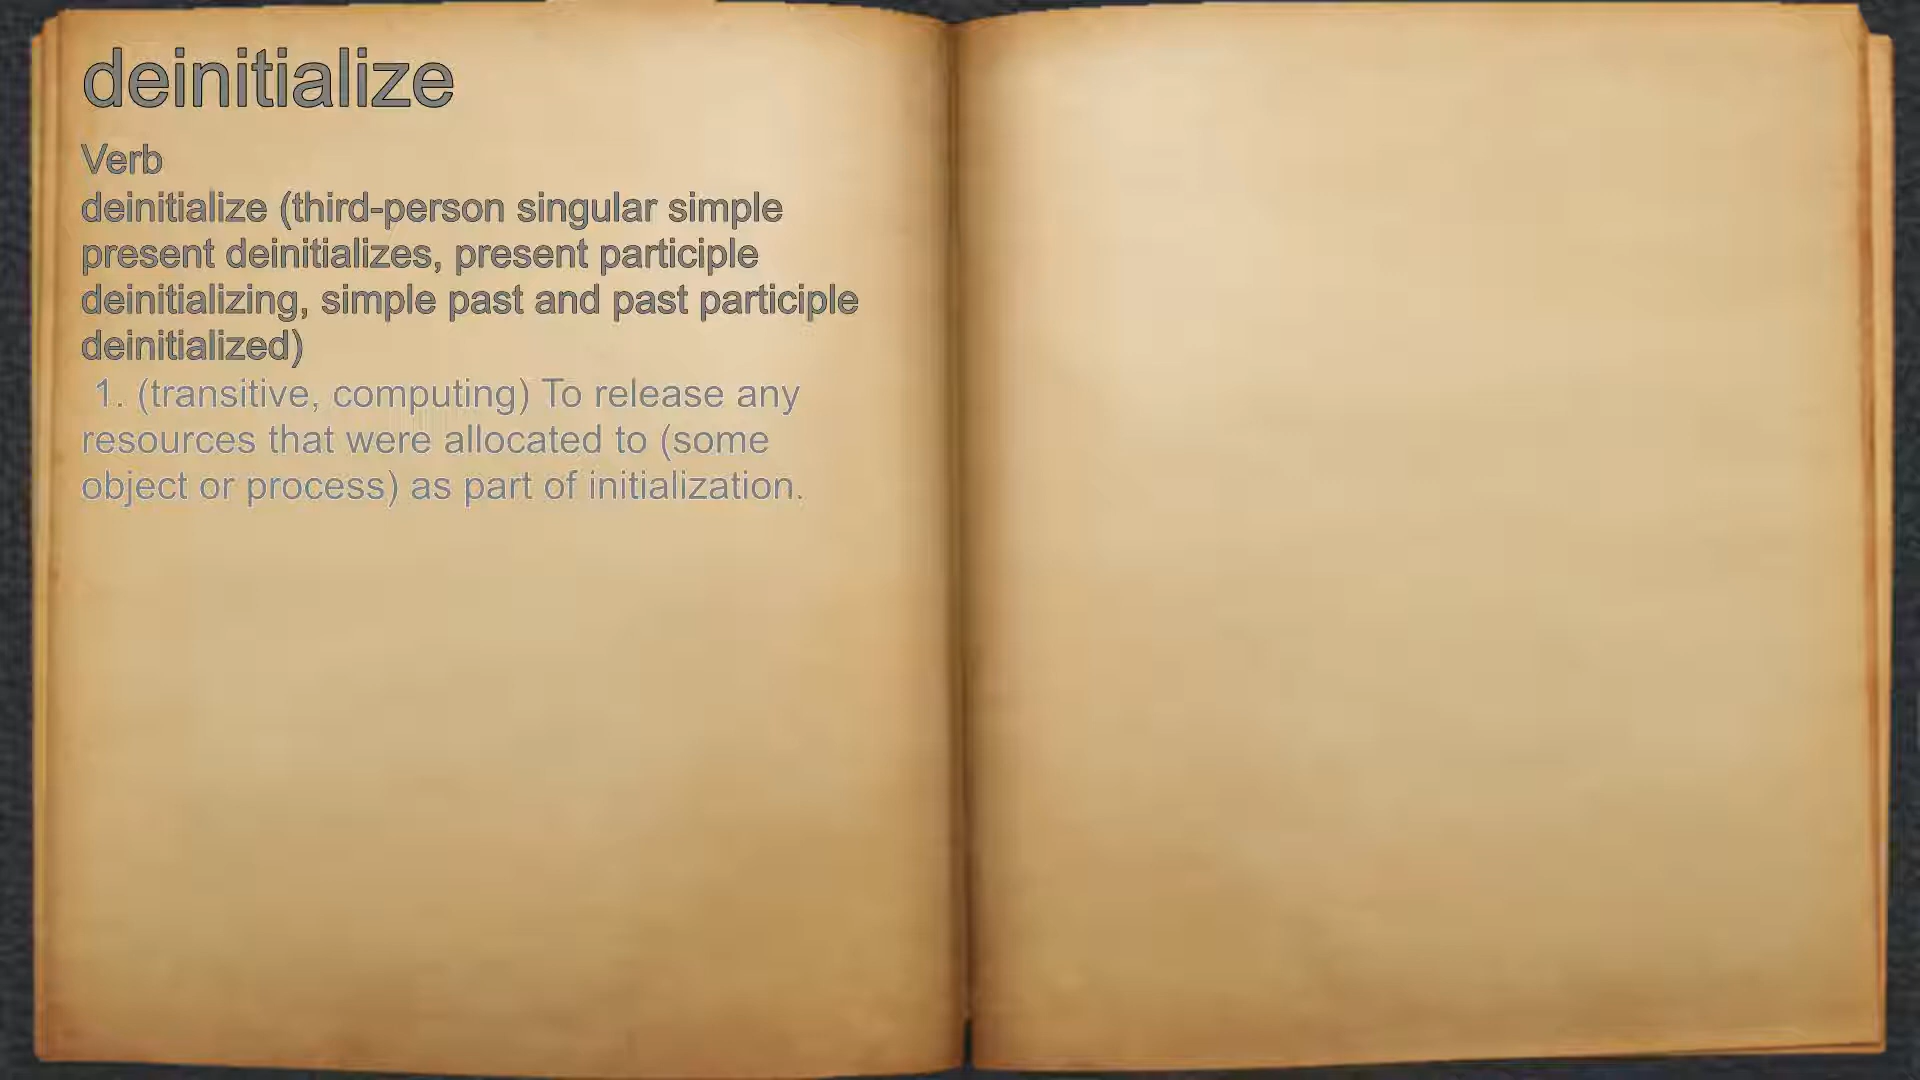 deinitialize
Verb
deinitialize (third-person singular simple
present deinitializes, present participle
deinitializing, simple past and past participle
deinitialized)
1. (transitive, computing) To release any
resources that were allocated to (some
object or process) as part of initialization.